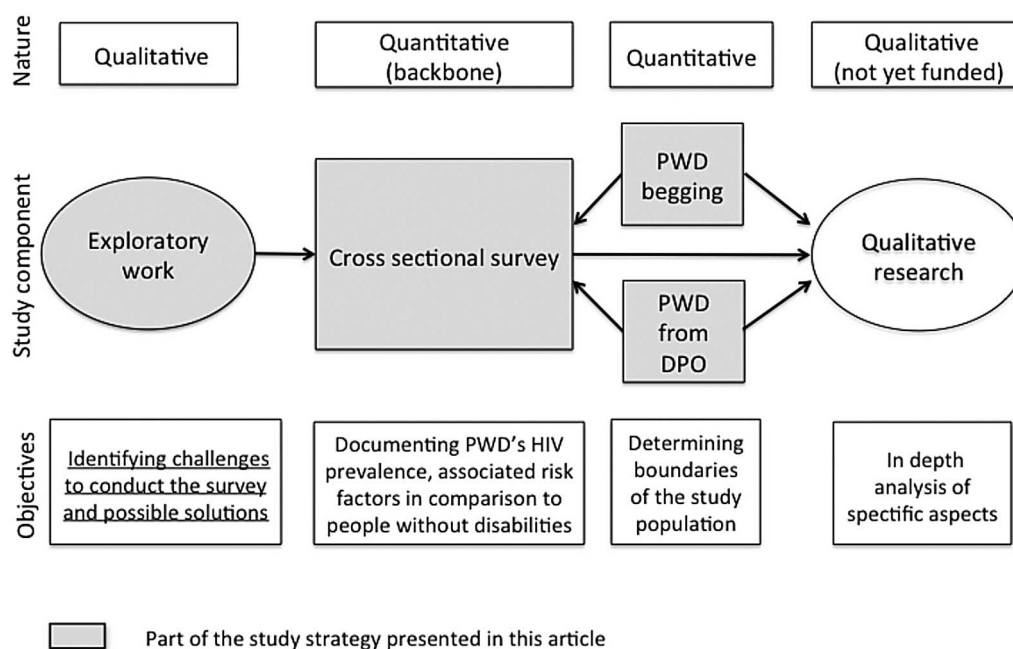 Nature
Qualitative
Quantitative
(backbone)
Quantitative
Qualitative
(not yet funded)
Study component
Exploratory
work
Cross sectional survey
PWD
begging
PWD
from
DPO
Qualitative
research
Objectives
Identifying challenges
to conduct the survey
and possible solutions
Documenting PWD's HIV
prevalence, associated risk
factors in comparison to
people without disabilities
Determining
boundaries
of the study
population
In depth
analysis of
spectific aspects
Part of the study strategy presented in this article